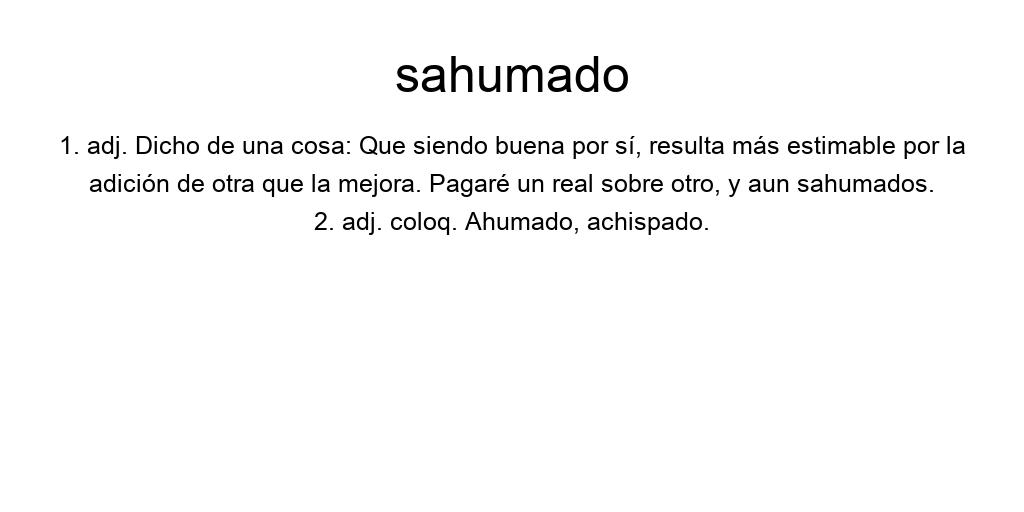 sahumado
1. adj. Dicho de una cosa: Que siendo buena por sí, resulta más estimable por la
adición de otra que la mejora. Pagaré un real sobre otro, y aun sahumados.
2. adj. coloq. Ahumado, achispado.